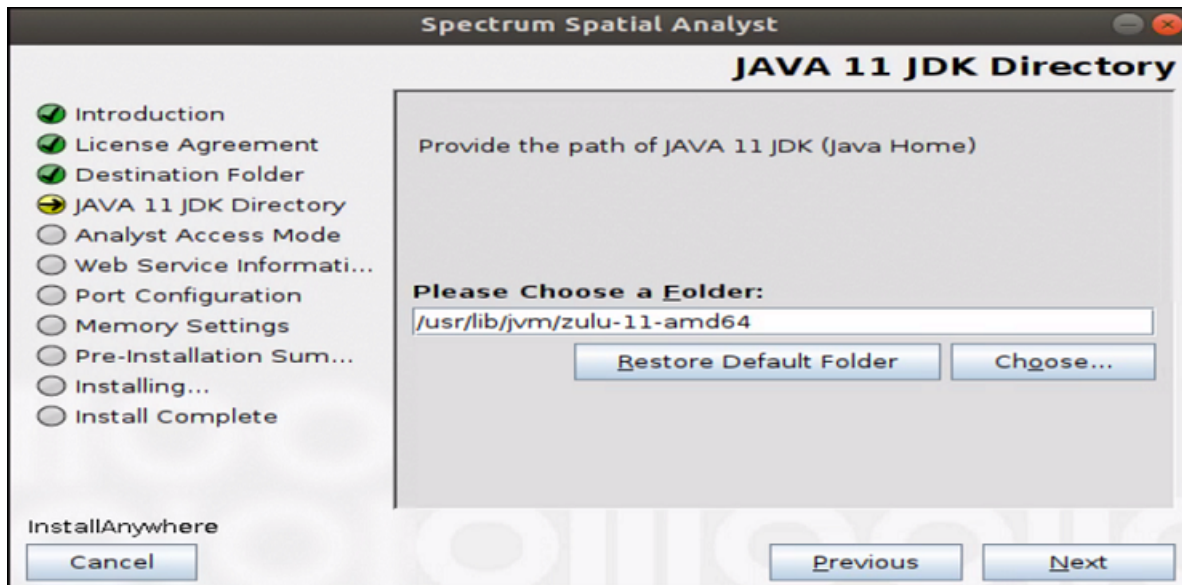 Spectrum Spatial Analyst
JAVA 11 JDK Directory
Introduction
License Agreement
Destination Folder
JAVA 11 JDK Directory
Analyst Access Mode
Web Service Informati...
Port Configuration
Memory Settings
Pre-Installation Sum...
Installing...
Install Complete
Provide the path of JAVA 11 JDK (Java Home)
Please Choose a Folder:
/usr/lib/jvm/zulu-11-amd64
Restore Default Folder
Choose...
InstallAnywhere
Cancel
Previous
Next